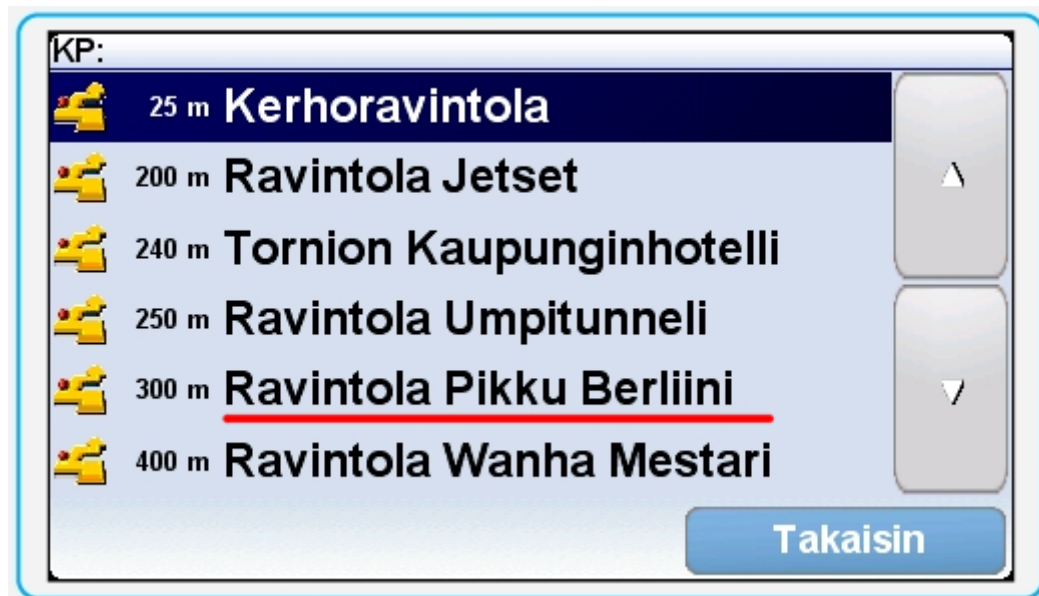 KP:
25 m Kerhoravintola
200 m Ravintola Jetset
240 m Tornion Kaupunginhotelli
250 m Ravintola Umpitunneli
300 m Ravintola Pikku Berliini
400 m Ravintola Wanha Mestari
Takaisin